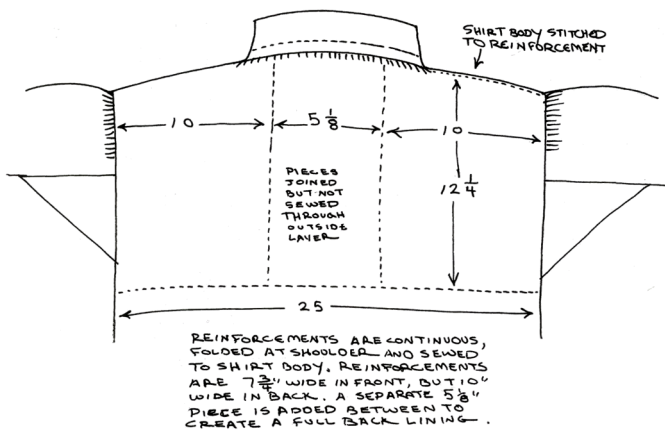 SHIRT BODY STITCHED
TO REINFORCEMENT
10
5 1/8
10
PIECES
JOINED
BUT NOT
SEWED
THROUGH
OUTSIDE
LAYER
12 1/4
25
REINFORCEMENTS ARE CONTINUOUS,
FOLDED AT SHOULDER AND SEWED
TO SHIRT BODY. REINFORCEMENTS
ARE 7 3/4" WIDE IN FRONT, BUT 10"
WIDE IN BACK. A SEPARATE 5 1/8"
PIECE IS ADDED BETWEEN TO
CREATE A FULL BACK LINING.